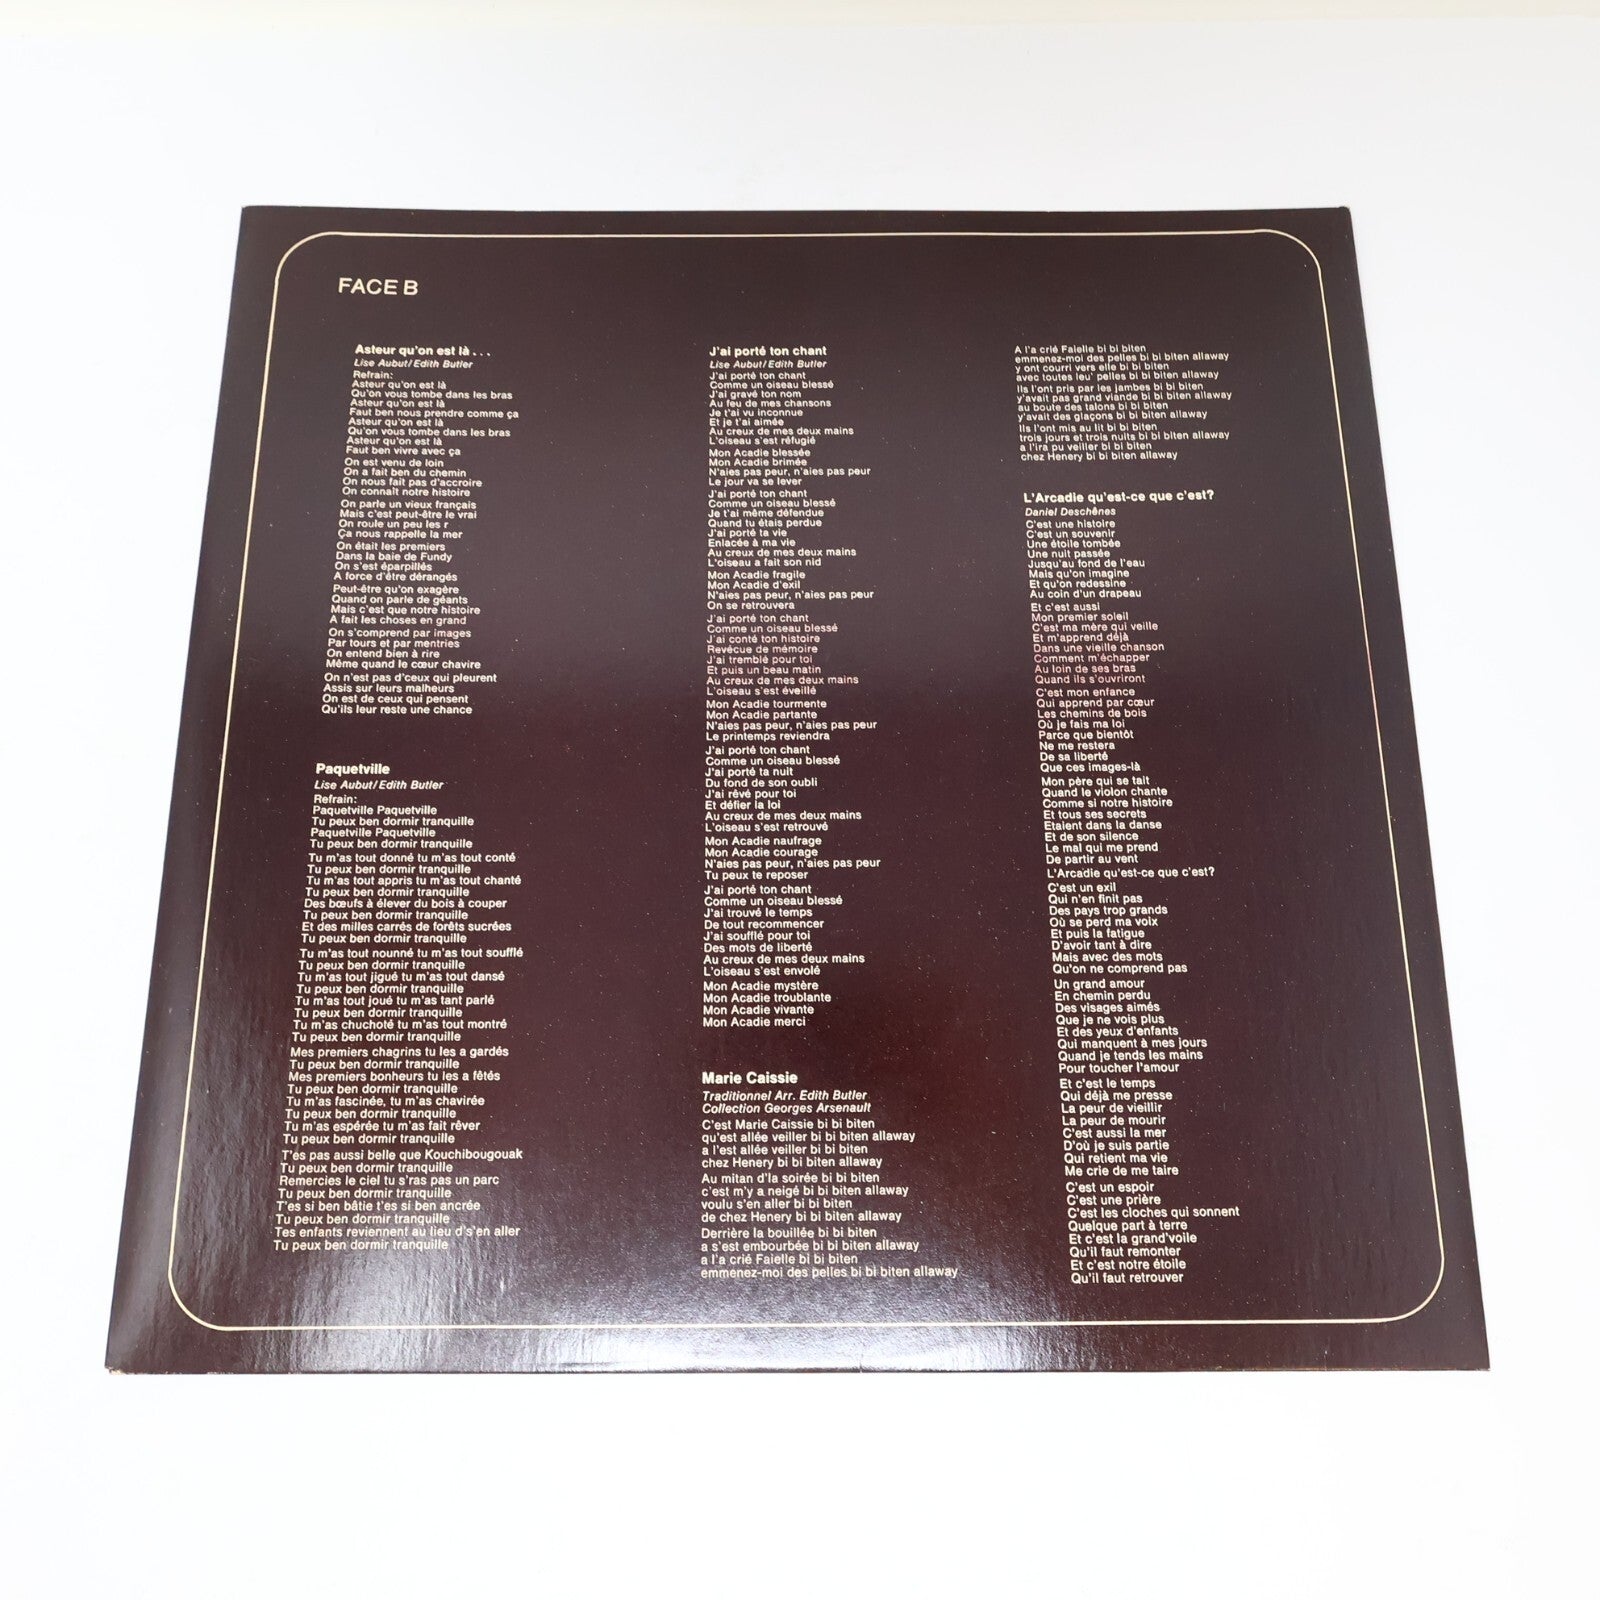 FACE B
Asteur qu'on est là...
Lise Aubut/Edith Butler
Refrain:
Asteur qu'on est là
Qu'on vous tombe dans les bras
Asteur qu'on est là
Faut ben nous prendre comme ça
Asteur qu'on est là
Qu'on vous tombe dans les bras
Asteur qu'on est là
Faut ben vivre avec ça
On est venu de loin
On a fait ben du chemin
On nous fait pas d'accroire
On connaît notre histoire
On parle un vieux français
Mais c'est peut-être le vrai
On roule un peu les r
Ça nous rappelle la mer
On était les premiers
Dans la baie de Fundy
On s'est éparpillés
A force d'être dérangés
Peut-être qu'on exagère
Quand on parle de géants
Mais c'est que notre histoire
A fait les choses en grand
On s'comprend par images
Par tours et par mentries
On entend bien à rire
Même quand le cœur chavire
On n'est pas d'ceux qui pleurent
Assis sur leurs malheurs
On est de ceux qui pensent
Qu'ils leur reste une chance
Paquetville
Lise Aubut/Edith Butler
Refrain:
Paquetville Paquetville
Tu peux ben dormir tranquille
Paquetville Paquetville
Tu peux ben dormir tranquille
Tu m'as tout donné tu m'as tout conté
Tu peux ben dormir tranquille
Tu m'as tout appris tu m'as tout chanté
Tu peux ben dormir tranquille
Des bœufs à élever du bois à couper
Tu peux ben dormir tranquille
Et des milles carrés de forêts sucrées
Tu peux ben dormir tranquille
Tu m'as tout nounné tu m'as tout soufflé
Tu peux ben dormir tranquille
Tu m'as tout jigué tu m'as tout dansé
Tu peux ben dormir tranquille
Tu m'as tout joué tu m'as tant parlé
Tu peux ben dormir tranquille
Tu m'as chuchoté tu m'as tout montré
Tu peux ben dormir tranquille
Mes premiers chagrins tu les a gardés
Tu peux ben dormir tranquille
Mes premiers bonheurs tu les a fêtés
Tu peux ben dormir tranquille
Tu m'as fascinée, tu m'as chavirée
Tu peux ben dormir tranquille
Tu m'as espérée tu m'as fait rêver
Tu peux ben dormir tranquille
T'es pas aussi belle que Kouchibougouak
Tu peux ben dormir tranquille
Remercies le ciel tu s'ras pas un parc
Tu peux ben dormir tranquille
T'es si ben bâtie t'es si ben ancrée
Tu peux ben dormir tranquille
Tes enfants reviennent au lieu d's'en aller
Tu peux ben dormir tranquille
J'ai porté ton chant
Lise Aubut/Edith Butler
J'ai porté ton chant
Comme un oiseau blessé
J'ai gravé ton nom
Au feu de mes chansons
Je t'ai vu inconnue
Et je t'ai aimée
Au creux de mes deux mains
L'oiseau s'est réfugié
Mon Acadie blessée
Mon Acadie brimée
N'aies pas peur, n'aies pas peur
Le jour va se lever
J'ai porté ton chant
Comme un oiseau blessé
Je t'ai même défendue
Quand tu étais perdue
J'ai porté ta vie
Enlacée à ma vie
Au creux de mes deux mains
L'oiseau a fait son nid
Mon Acadie fragile
Mon Acadie d'exil
N'aies pas peur, n'aies pas peur
On se retrouvera
J'ai porté ton chant
Comme un oiseau blessé
J'ai conté ton histoire
Revécue de mémoire
J'ai tremblé pour toi
Et puis un beau matin
Au creux de mes deux mains
L'oiseau s'est éveillé
Mon Acadie tourmente
Mon Acadie partante
N'aies pas peur, n'aies pas peur
Le printemps reviendra
J'ai porté ton chant
Comme un oiseau blessé
J'ai porté ta nuit
Du fond de son oubli
J'ai rêvé pour toi
Et défier la loi
Au creux de mes deux mains
L'oiseau s'est retrouvé
Mon Acadie naufrage
Mon Acadie courage
N'aies pas peur, n'aies pas peur
Tu peux te reposer
J'ai porté ton chant
Comme un oiseau blessé
J'ai trouvé le temps
De tout recommencer
J'ai soufflé pour toi
Des mots de liberté
Au creux de mes deux mains
L'oiseau s'est envolé
Mon Acadie mystère
Mon Acadie troublante
Mon Acadie vivante
Mon Acadie merci
Marie Caissie
Traditionnel Arr. Edith Butler
Collection Georges Arsenault
C'est Marie Caissie bi bi biten
qu'est allée veiller bi bi biten allaway
a l'est allée veiller bi bi biten
chez Henery bi bi biten allaway
Au mitan d'la soirée bi bi biten
c'est m'y a neigé bi bi biten allaway
voulu s'en aller bi bi biten
de chez Henery bi bi biten allaway
Derrière la bouillée bi bi biten
a s'est embourbée bi bi biten allaway
a l'a crié Faielle bi bi biten
emmenez-moi des pelles bi bi biten allaway
A l'a crié Faielle bi bi biten
emmenez-moi des pelles bi bi biten allaway
y ont courri vers elle bi bi biten
avec toutes leu' pelles bi bi biten allaway
Ils l'ont pris par les jambes bi bi biten
y'avait pas grand viande bi bi biten allaway
au boute des talons bi bi biten
y'avait des glaçons bi bi biten allaway
Ils l'ont mis au lit bi bi biten
trois jours et trois nuits bi bi biten allaway
a l'ira pu veiller bi bi biten
chez Henery bi bi biten allaway
L'Arcadie qu'est-ce que c'est?
Daniel Deschênes
C'est une histoire
C'est un souvenir
Une étoile tombée
Une nuit passée
Jusqu'au fond de l'eau
Mais qu'on imagine
Et qu'on redessine
Au coin d'un drapeau
Et c'est aussi
Mon premier soleil
C'est ma mère qui veille
Et m'apprend déjà
Dans une vieille chanson
Comment m'échapper
Au loin de ses bras
Quand ils s'ouvriront
C'est mon enfance
Qui apprend par cœur
Les chemins de bois
Où je fais ma loi
Parce que bientôt
Ne me restera
De sa liberté
Que ces images-là
Mon père qui se tait
Quand le violon chante
Comme si notre histoire
Et tous ses secrets
Etaient dans la danse
Et de son silence
Le mal qui me prend
De partir au vent
L'Arcadie qu'est-ce que c'est?
C'est un exil
Qui n'en finit pas
Des pays trop grands
Où se perd ma voix
Et puis la fatigue
D'avoir tant à dire
Mais avec des mots
Qu'on ne comprend pas
Un grand amour
En chemin perdu
Des visages aimés
Que je ne vois plus
Et des yeux d'enfants
Qui manquent à mes jours
Quand je tends les mains
Pour toucher l'amour
Et c'est le temps
Qui déjà me presse
La peur de vieillir
La peur de mourir
C'est aussi la mer
D'où je suis partie
Qui retient ma vie
Me crie de me taire
C'est un espoir
C'est une prière
C'est les cloches qui sonnent
Quelque part à terre
Et c'est la grand'voile
Qu'il faut remonter
Et c'est notre étoile
Qu'il faut retrouver